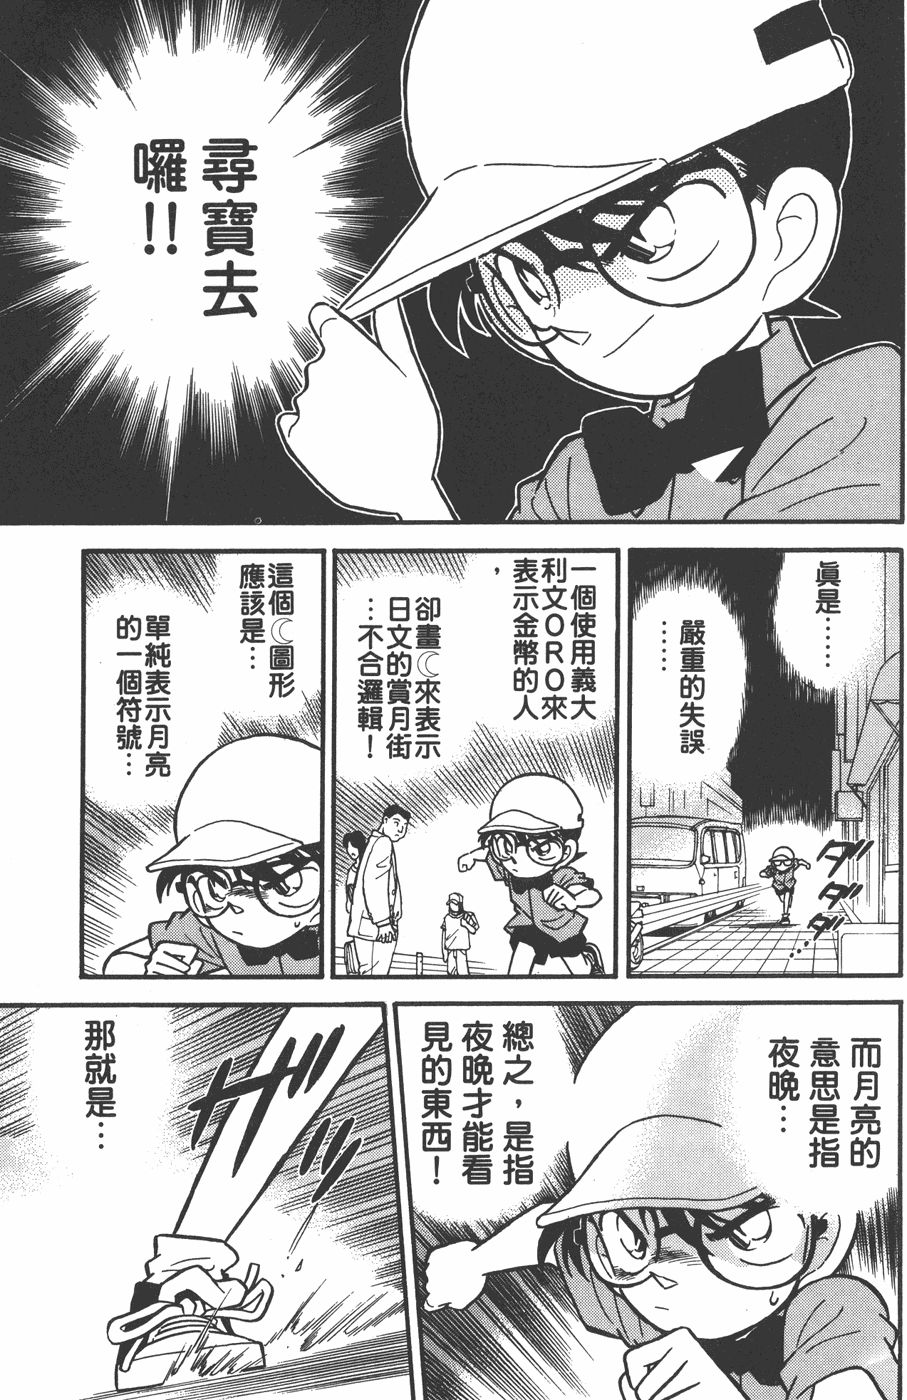 尋寶去
囉!!
眞是……
嚴重的失誤
……
ダダ
ダダ…
一個使用義大
利文ORO來
表示金幣的人
，
卻畫☾來表示
日文的賞月街
…不合邏輯！
這個☾圖形
應該是…
單純表示月亮
的一個符號…
而月亮的
意思是指
夜晚…
總之，是指
夜晚才能看
見的東西！
那就是…